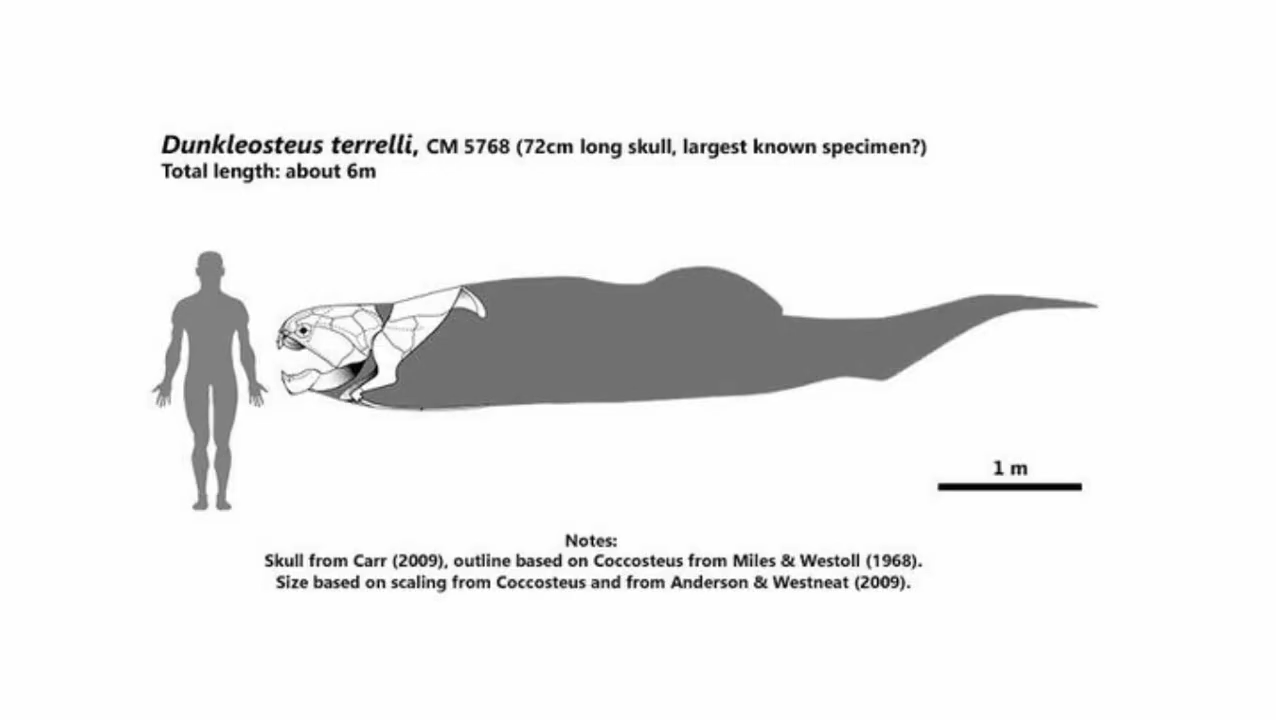 Dunkleosteus terrelli, CM 5768 (72cm long skull, largest known specimen?)
Total length: about 6m
1 m
Notes:
Skull from Carr (2009), outline based on Coccosteus from Miles & Westoll (1968).
Size based on scaling from Coccosteus and from Anderson & Westneat (2009).